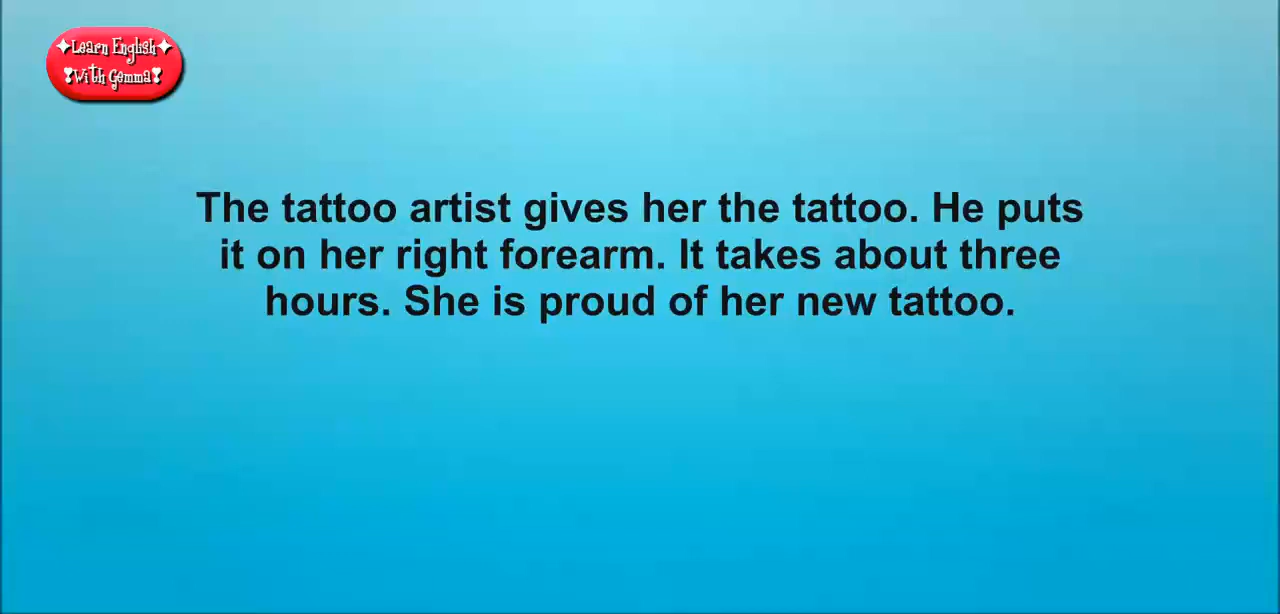 ✦Learn English✦
❣With Gemma❣
The tattoo artist gives her the tattoo. He puts
it on her right forearm. It takes about three
hours. She is proud of her new tattoo.